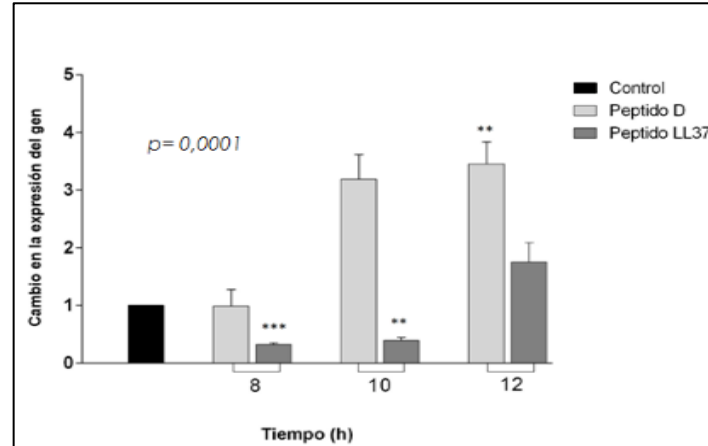 Cambio en la expresión del gen
5
4
3
2
1
0
p= 0,0001
***
**
**
8
10
12
Tiempo (h)
Control
Peptido D
Peptido LL37